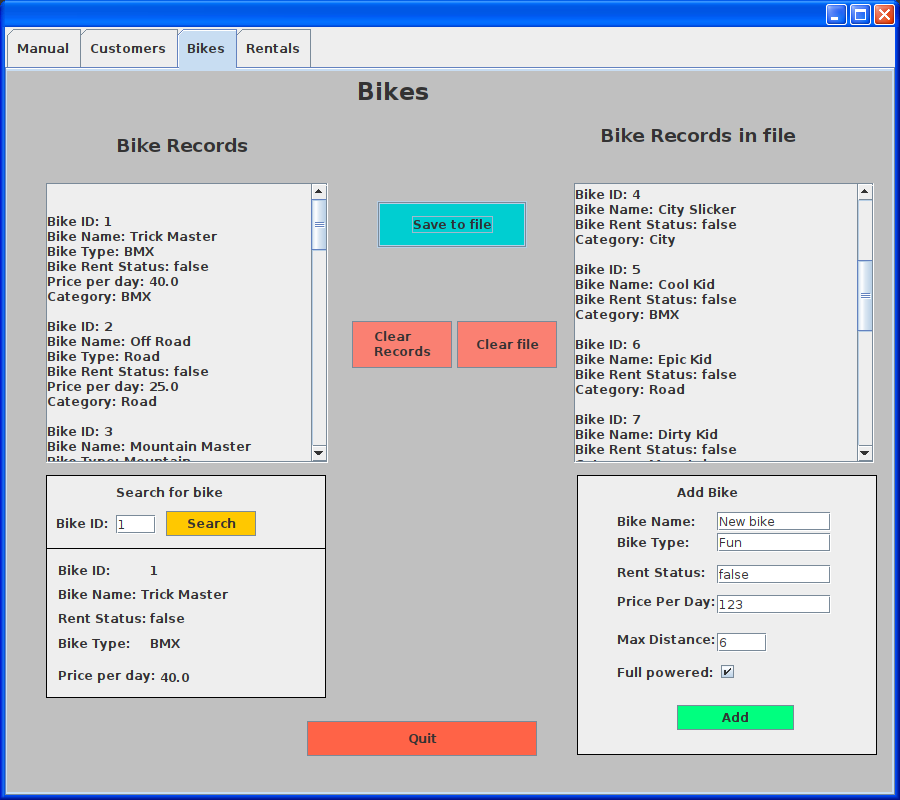 Manual
Customers
Bikes
Rentals
Bikes
Bike Records
Bike ID: 1
Bike Name: Trick Master
Bike Type: BMX
Bike Rent Status: false
Price per day: 40.0
Category: BMX
Bike ID: 2
Bike Name: Off Road
Bike Type: Road
Bike Rent Status: false
Price per day: 25.0
Category: Road
Bike ID: 3
Bike Name: Mountain Master
Bike Type: Mountain
Save to file
Clear
Records
Clear file
Bike Records in file
Bike ID: 4
Bike Name: City Slicker
Bike Rent Status: false
Category: City
Bike ID: 5
Bike Name: Cool Kid
Bike Rent Status: false
Category: BMX
Bike ID: 6
Bike Name: Epic Kid
Bike Rent Status: false
Category: Road
Bike ID: 7
Bike Name: Dirty Kid
Bike Rent Status: false
Search for bike
Bike ID: 1
Search
Bike ID: 1
Bike Name: Trick Master
Rent Status: false
Bike Type: BMX
Price per day: 40.0
Add Bike
Bike Name: New bike
Bike Type: Fun
Rent Status: false
Price Per Day: 123
Max Distance: 6
Full powered:
Add
Quit